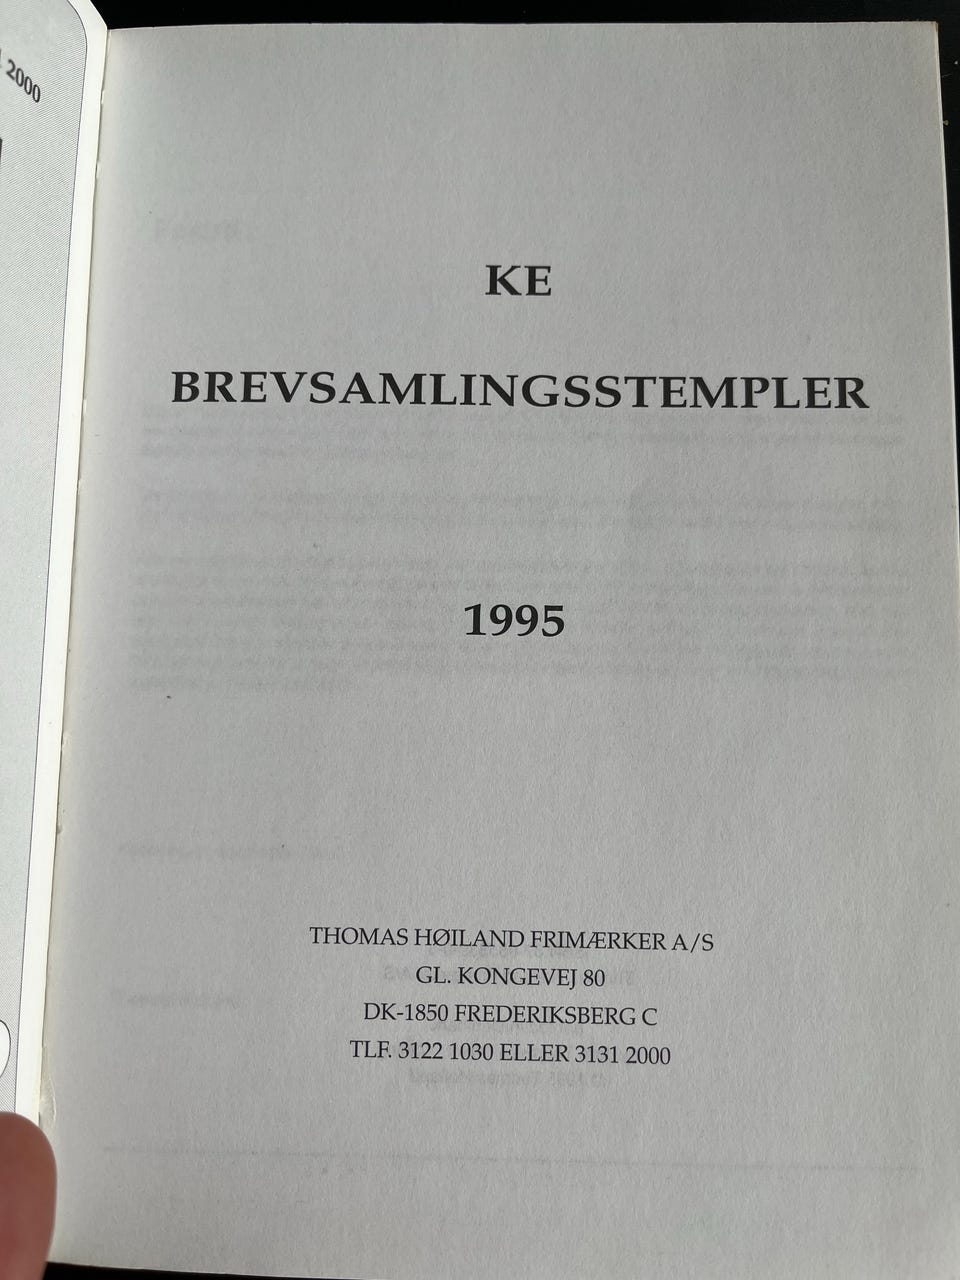 2000
KE
BREVSAMLINGSSTEMPLER
1995
THOMAS HØILAND FRIMÆRKER A/S
GL. KONGEVEJ 80
DK-1850 FREDERIKSBERG C
TLF. 3122 1030 ELLER 3131 2000